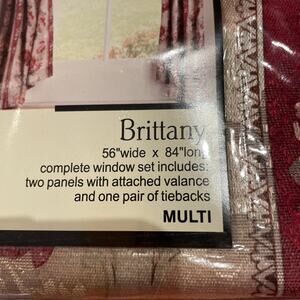 Brittany
56"wide x 84"long
complete window set includes:
two panels with attached valance
and one pair of tiebacks
MULTI